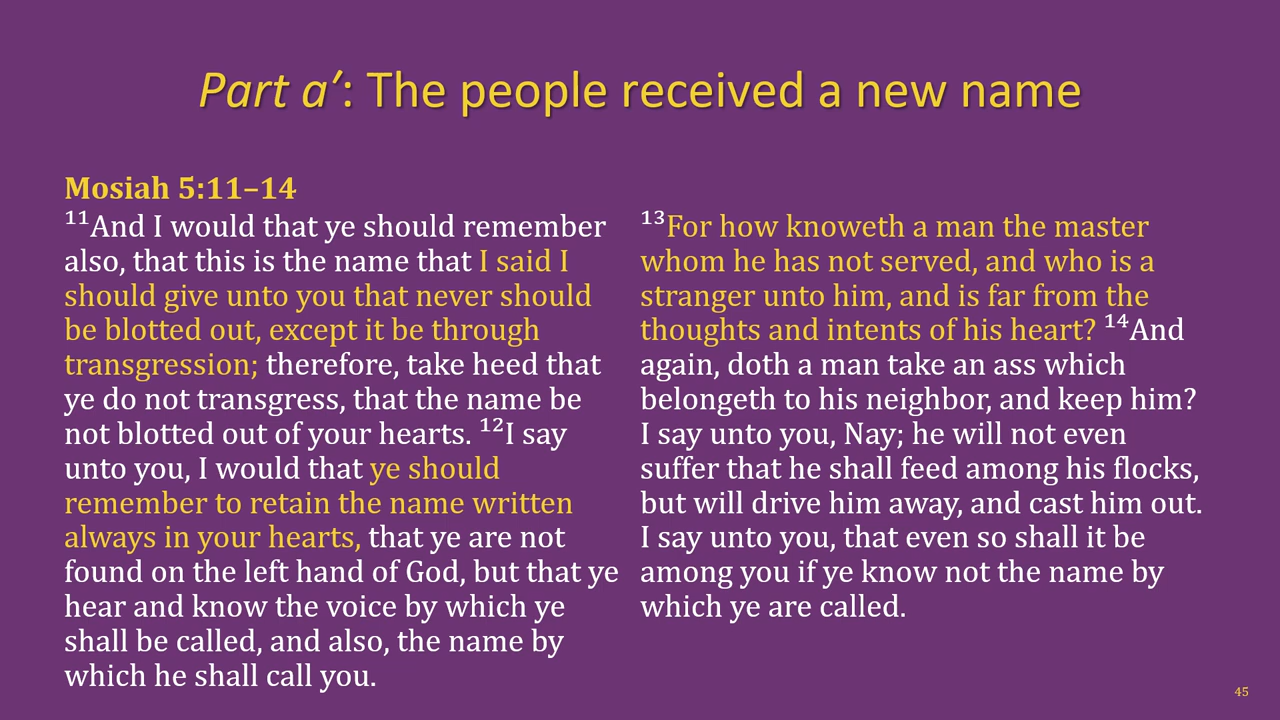 Part a′: The people received a new name
Mosiah 5:11–14
¹¹And I would that ye should remember
also, that this is the name that I said I
should give unto you that never should
be blotted out, except it be through
transgression; therefore, take heed that
ye do not transgress, that the name be
not blotted out of your hearts. ¹²I say
unto you, I would that ye should
remember to retain the name written
always in your hearts, that ye are not
found on the left hand of God, but that ye
hear and know the voice by which ye
shall be called, and also, the name by
which he shall call you.
¹³For how knoweth a man the master
whom he has not served, and who is a
stranger unto him, and is far from the
thoughts and intents of his heart? ¹⁴And
again, doth a man take an ass which
belongeth to his neighbor, and keep him?
I say unto you, Nay; he will not even
suffer that he shall feed among his flocks,
but will drive him away, and cast him out.
I say unto you, that even so shall it be
among you if ye know not the name by
which ye are called.
45